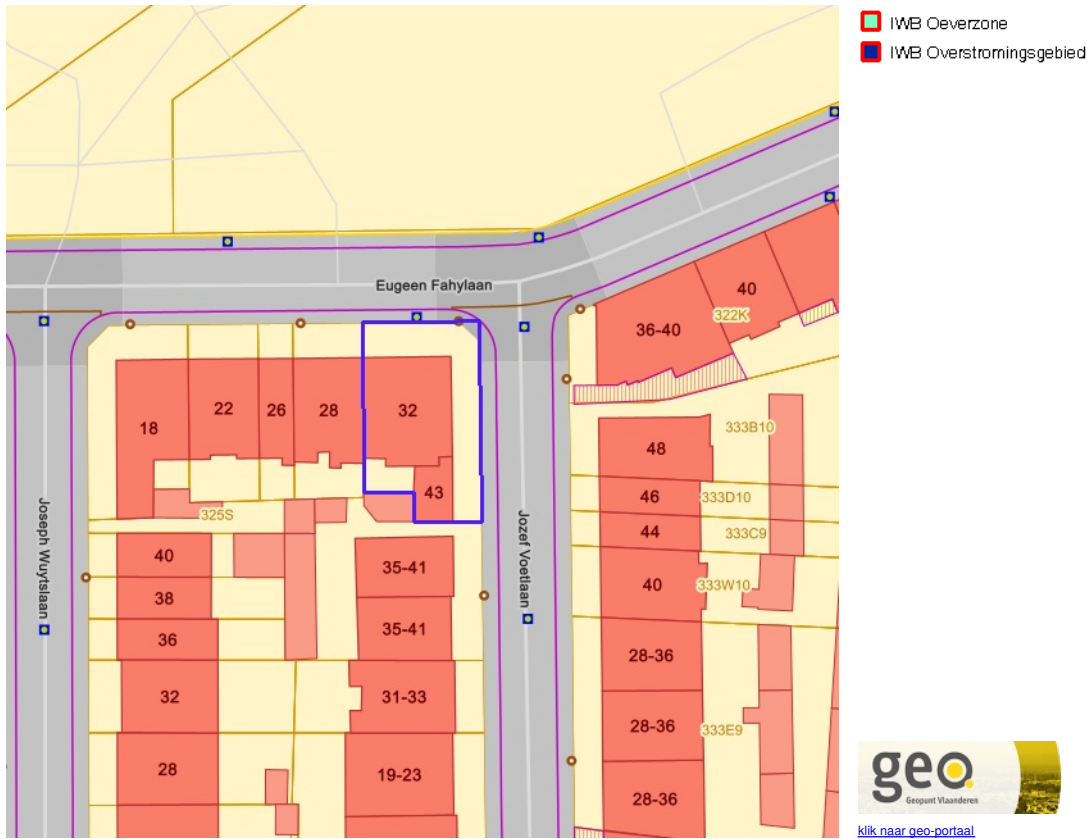 IWB Oeverzone
IWB Overstromingsgebied
Eugeen Fahylaan
40
322K
36-40
18
22
26
28
32
43
325S
Joseph Wuytslaan
Jozef Voetlaan
48
333B10
46
333D10
44
333C9
40
333W10
40
38
36
32
28
35-41
35-41
31-33
19-23
28-36
28-36
333E9
28-36
geo.
Geopunt Vlaanderen
klik naar geo-portaal